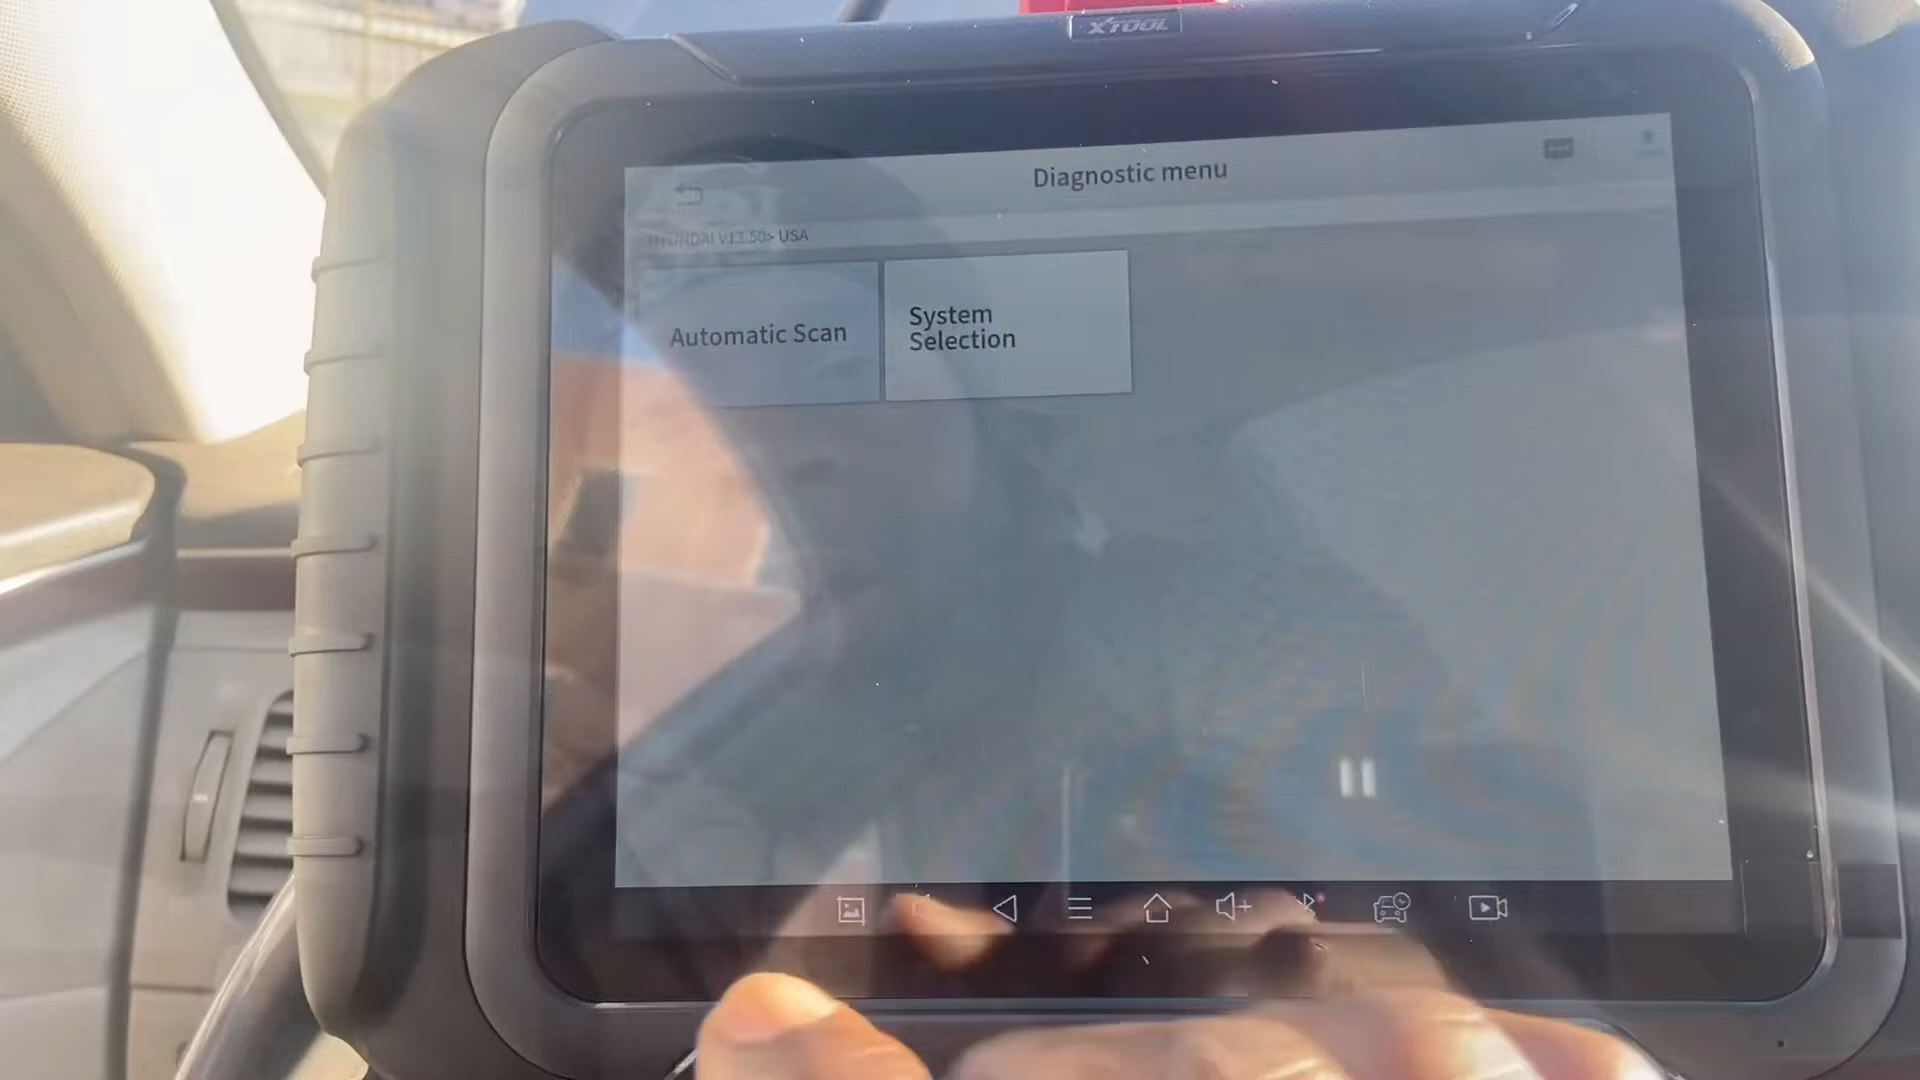 XTOOL
Diagnostic menu
HYUNDAI V13.50> USA
Automatic Scan
System
Selection